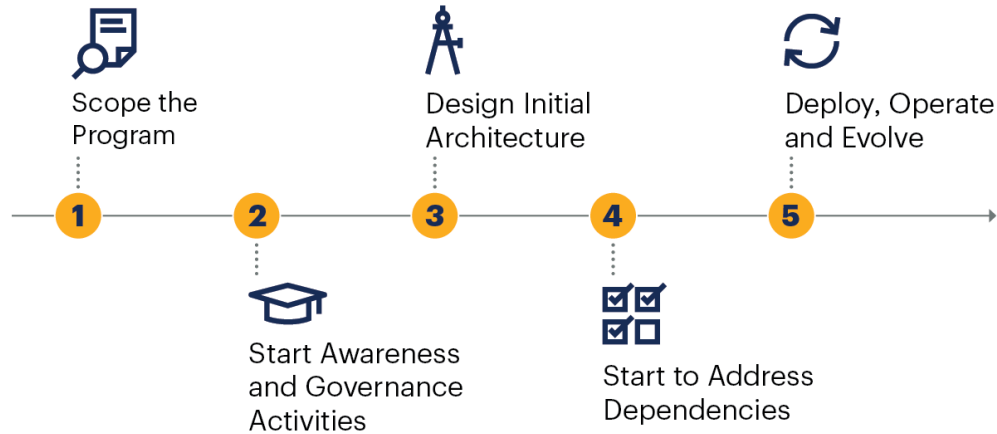 Scope the
Program
1
2
Start Awareness
and Governance
Activities
Design Initial
Architecture
3
4
Start to Address
Dependencies
Deploy, Operate
and Evolve
5